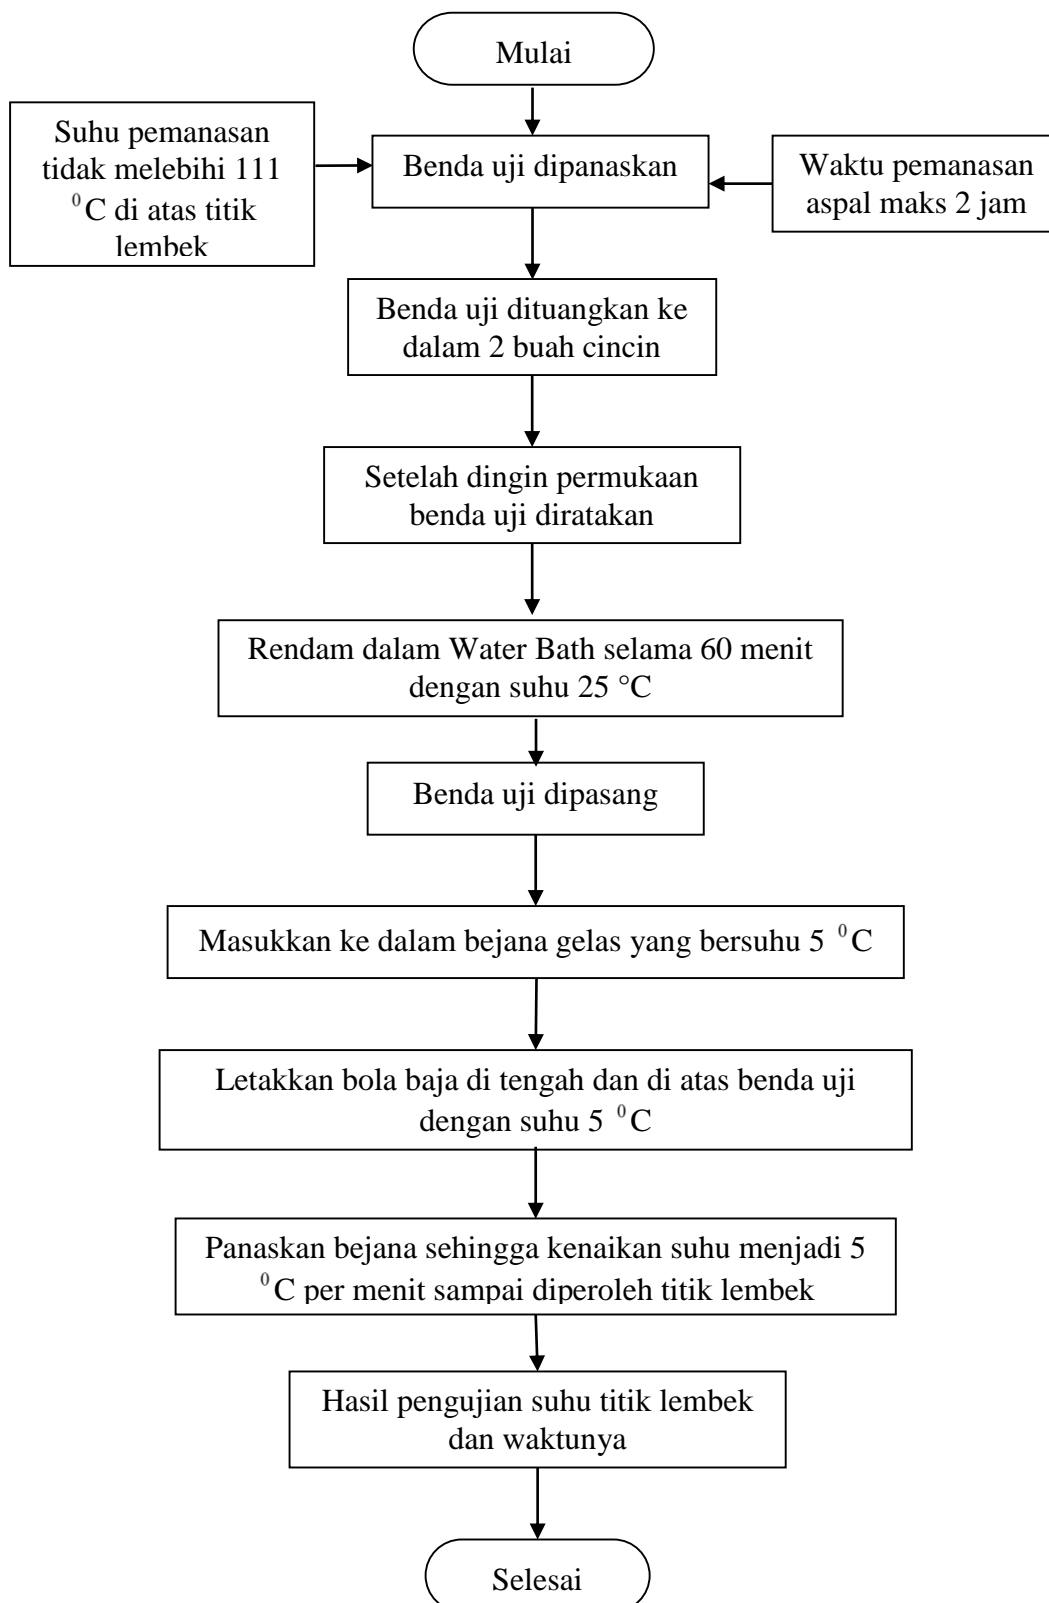 Mulai
Suhu pemanasan
tidak melebihi 111
⁰C di atas titik
lembek
Benda uji dipanaskan
Waktu pemanasan
aspal maks 2 jam
Benda uji dituangkan ke
dalam 2 buah cincin
Setelah dingin permukaan
benda uji diratakan
Rendam dalam Water Bath selama 60 menit
dengan suhu 25 °C
Benda uji dipasang
Masukkan ke dalam bejana gelas yang bersuhu 5 ⁰C
Letakkan bola baja di tengah dan di atas benda uji
dengan suhu 5 ⁰C
Panaskan bejana sehingga kenaikan suhu menjadi 5
⁰C per menit sampai diperoleh titik lembek
Hasil pengujian suhu titik lembek
dan waktunya
Selesai